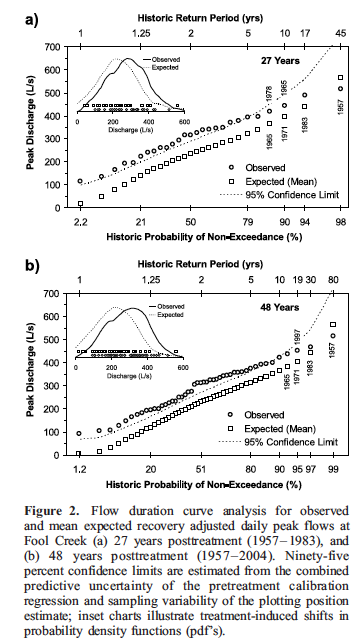 a)
Historic Return Period (yrs)
1 1.25 2 5 10 17 45
700
600
500
400
300
200
100
0
Peak Discharge (L/s)
Observed
Expected
0 200 400 600
Discharge (L/s)
27 Years
1978
1985
1957
1965
1971
1983
Observed
Expected (Mean)
95% Confidence Limit
2.2 21 50 79 90 94 98
Historic Probability of Non-Exceedance (%)
b)
Historic Return Period (yrs)
1 1.25 2 5 10 19 30 80
700
600
500
400
300
200
100
0
Peak Discharge (L/s)
Observed
Expected
0 200 400 600
Discharge (L/s)
48 Years
1997
1957
1965
1971
1983
Observed
Expected (Mean)
95% Confidence Limit
1.2 20 51 80 90 95 97 99
Historic Probability of Non-Exceedance (%)
Figure 2. Flow duration curve analysis for observed
and mean expected recovery adjusted daily peak flows at
Fool Creek (a) 27 years posttreatment (1957–1983), and
(b) 48 years posttreatment (1957–2004). Ninety-five
percent confidence limits are estimated from the combined
predictive uncertainty of the pretreatment calibration
regression and sampling variability of the plotting position
estimate; inset charts illustrate treatment-induced shifts in
probability density functions (pdf's).